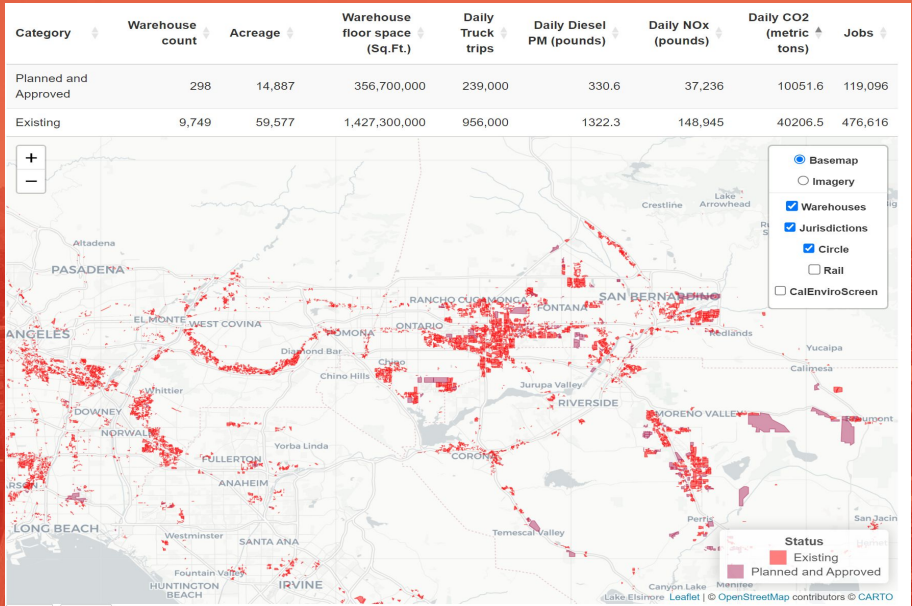 Category Warehouse count Acreage Warehouse floor space (Sq.Ft.) Daily Truck trips Daily Diesel PM (pounds) Daily NOx (pounds) Daily CO2 (metric tons) Jobs
Planned and Approved 298 14,887 356,700,000 239,000 330.6 37,236 10051.6 119,096
Existing 9,749 59,577 1,427,300,000 956,000 1322.3 148,945 40206.5 476,616
+
−
Basemap
Imagery
Warehouses
Jurisdictions
Circle
Rail
CalEnviroScreen
Crestline
Lake Arrowhead
Altadena
PASADENA
RANCHO CUCAMONGA
SAN BERNARDINO
FONTANA
EL MONTE
WEST COVINA
ANGELES
POMONA
ONTARIO
Redlands
Diamond Bar
Yucaipa
Chino
Calimesa
Chino Hills
Jurupa Valley
Whittier
RIVERSIDE
DOWNEY
MORENO VALLE
umont
NORWAL
Yorba Linda
FULLERTON
CORONA
ANAHEIM
RSON
LONG BEACH
Perris
San Jacin
Temescal Valley
Westminster
SANTA ANA
Status
Existing
Planned and Approved
Fountain Valley
HUNTINGTON BEACH
IRVINE
Canyon Lake
Menifee
Lake Elsinore
Leaflet | © OpenStreetMap contributors © CARTO